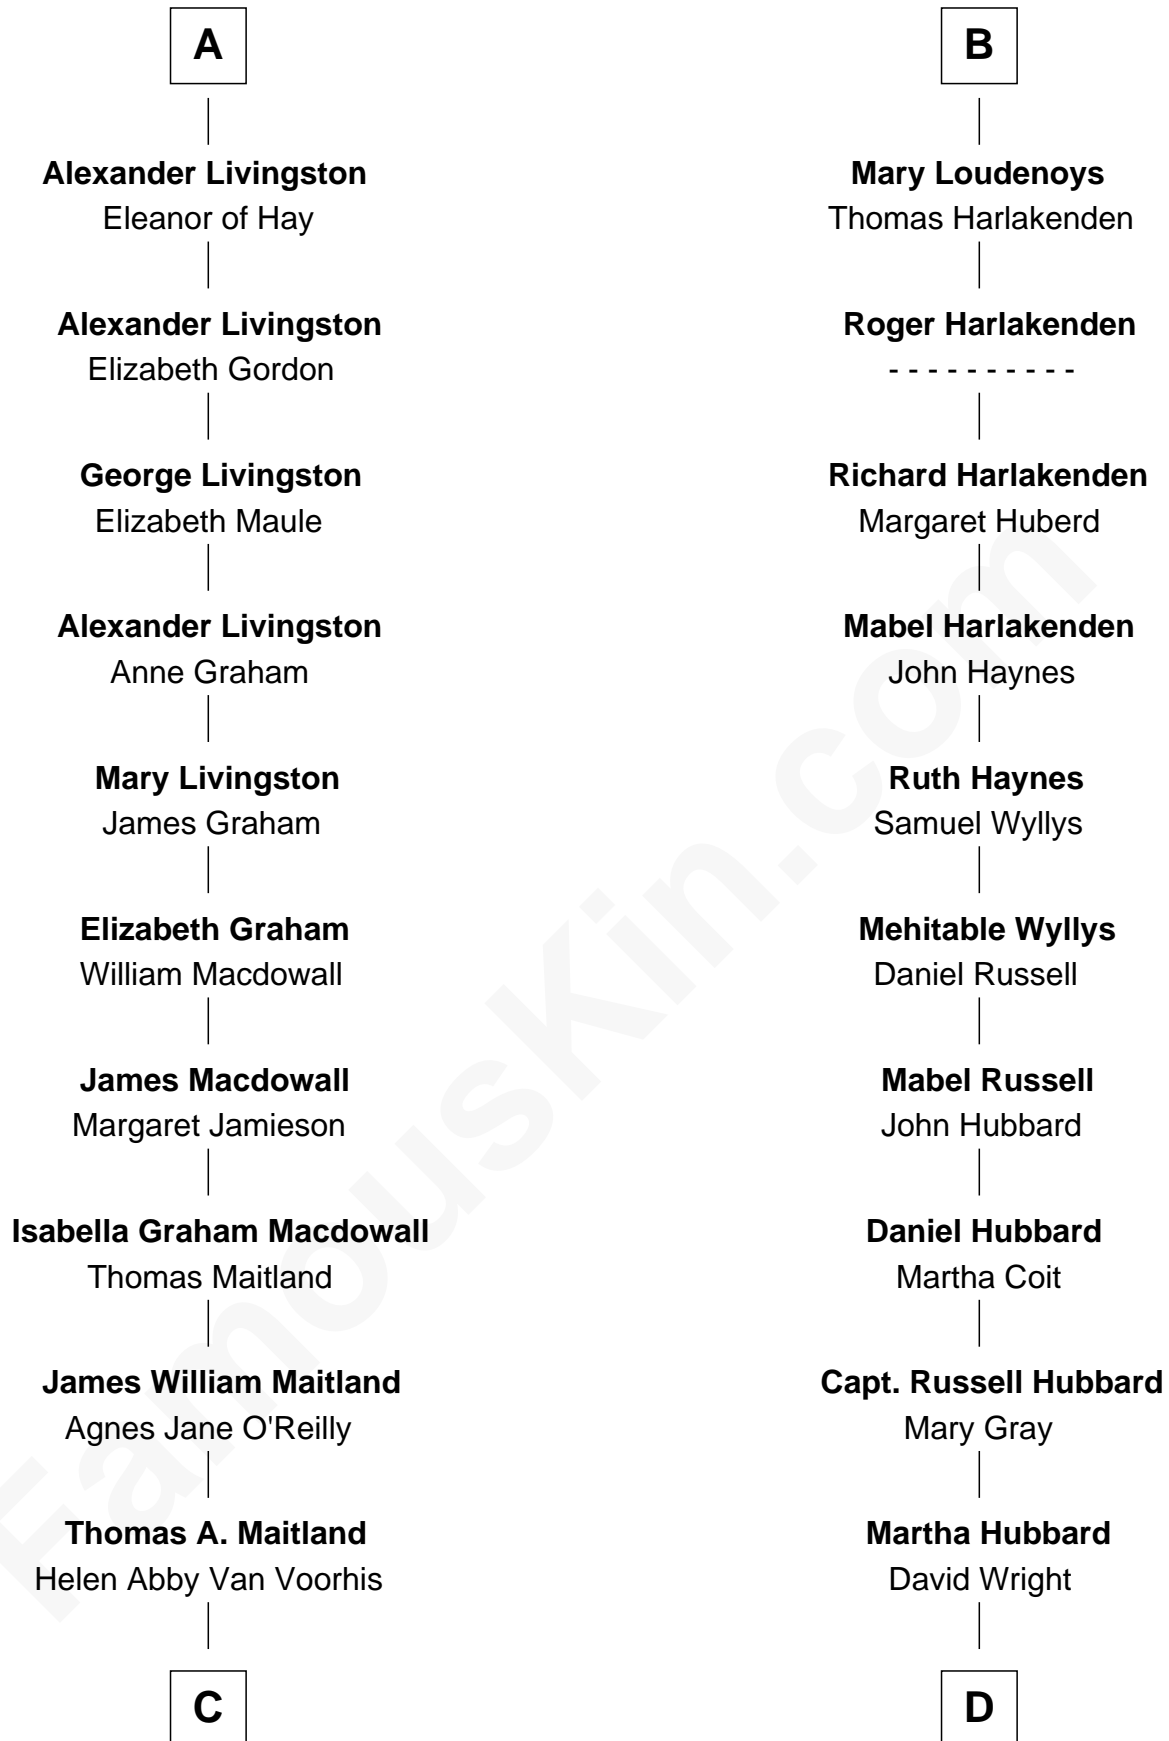 A
Alexander Livingston
Eleanor of Hay
Alexander Livingston
Elizabeth Gordon
George Livingston
Elizabeth Maule
Alexander Livingston
Anne Graham
Mary Livingston
James Graham
Elizabeth Graham
William Macdowall
James Macdowall
Margaret Jamieson
Isabella Graham Macdowall
Thomas Maitland
James William Maitland
Agnes Jane O'Reilly
Thomas A. Maitland
Helen Abby Van Voorhis
C
B
Mary Loudenoys
Thomas Harlakenden
Roger Harlakenden
- - - - - - - - - -
Richard Harlakenden
Margaret Huberd
Mabel Harlakenden
John Haynes
Ruth Haynes
Samuel Wyllys
Mehitable Wyllys
Daniel Russell
Mabel Russell
John Hubbard
Daniel Hubbard
Martha Coit
Capt. Russell Hubbard
Mary Gray
Martha Hubbard
David Wright
D
FamousKin.com